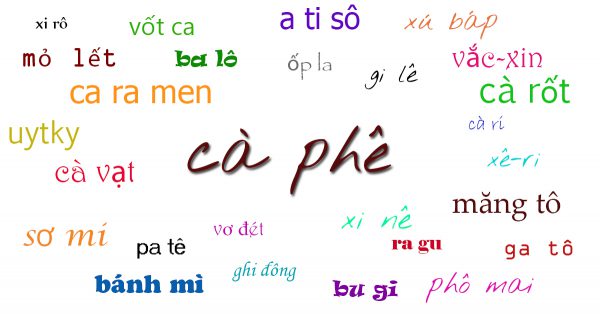 xi rô
vốt ca
a ti sô
xú báp
mỏ lết
ba lô
ốp la
gi lê
vắc-xin
ca ra men
cà rốt
uytky
cà phê
cà ri
cà vạt
xê-ri
măng tô
sơ mi
pa tê
vơ đét
xi nê
ra gu
ga tô
bánh mì
ghi đông
bu gi
phô mai